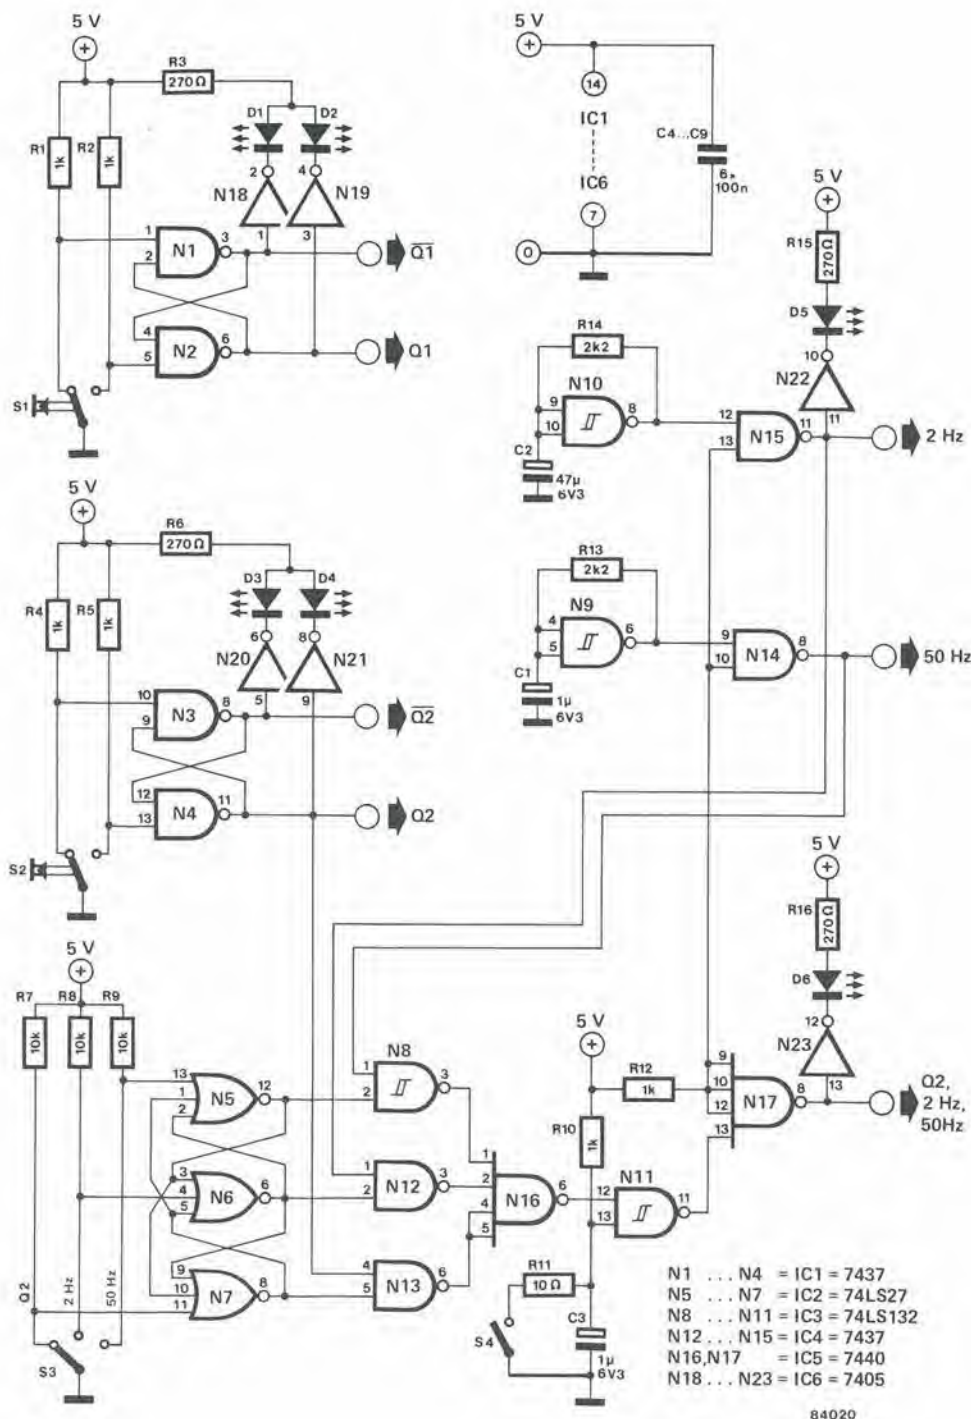 5 V
R3
270Ω
D1 D2
R1 1k
R2 1k
2 4
N18 N19
1 3
1
2 N1 3
Q1
4
5 N2 6
Q1
S1
5 V
14
IC1
IC6
7
0
C4...C9
6x
100n
5 V
R15
270Ω
D5
10
N22
11
R14
2k2
N10
9
10
8
C2
47µ
6V3
12
13 N15 11
2 Hz
R13
2k2
N9
4
5
6
C1
1µ
6V3
9
10 N14 8
50 Hz
5 V
R6
270Ω
D3 D4
R4 1k
R5 1k
6 8
N20 N21
5 9
10
9 N3 8
Q2
12
13 N4 11
Q2
S2
5 V
R7 R8 R9
10k 10k 10k
13
1
2 N5 12
3
4
5 N6 6
9
10
11 N7 8
Q2
2 Hz
50 Hz
S3
N8
1
2
3
1
2 N12 3
4
5 N13 6
1
2
4
5
N16 6
5 V
R12
1k
R10
1k
N11
12
13
11
R11
10Ω
S4
C3
1µ
6V3
5 V
R16
270Ω
D6
12
N23
13
9
10
12
13
N17 8
Q2,
2 Hz,
50Hz
N1 ... N4 = IC1 = 7437
N5 ... N7 = IC2 = 74LS27
N8 ... N11 = IC3 = 74LS132
N12 ... N15 = IC4 = 7437
N16,N17 = IC5 = 7440
N18 ... N23 = IC6 = 7405
84020